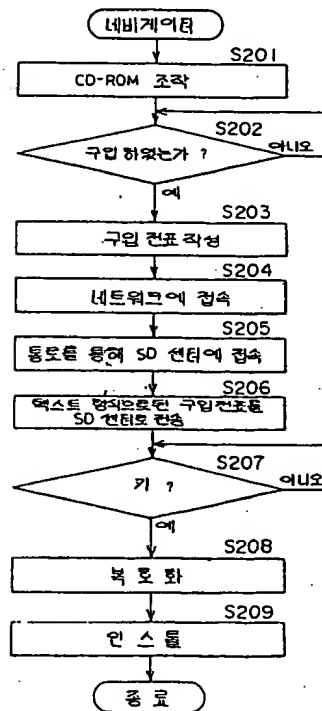 네비게이터
S201
CD-ROM 조작
S202
구입 하였는가 ?
아니오
예
S203
구입 전표 작성
S204
네트워크에 접속
S205
통로를 통해 SD 센터에 접속
S206
텍스트 형식으로된 구입전표를
SD 센터로 전송
S207
키 ?
아니오
예
S208
복호화
S209
인 스 톨
종 료